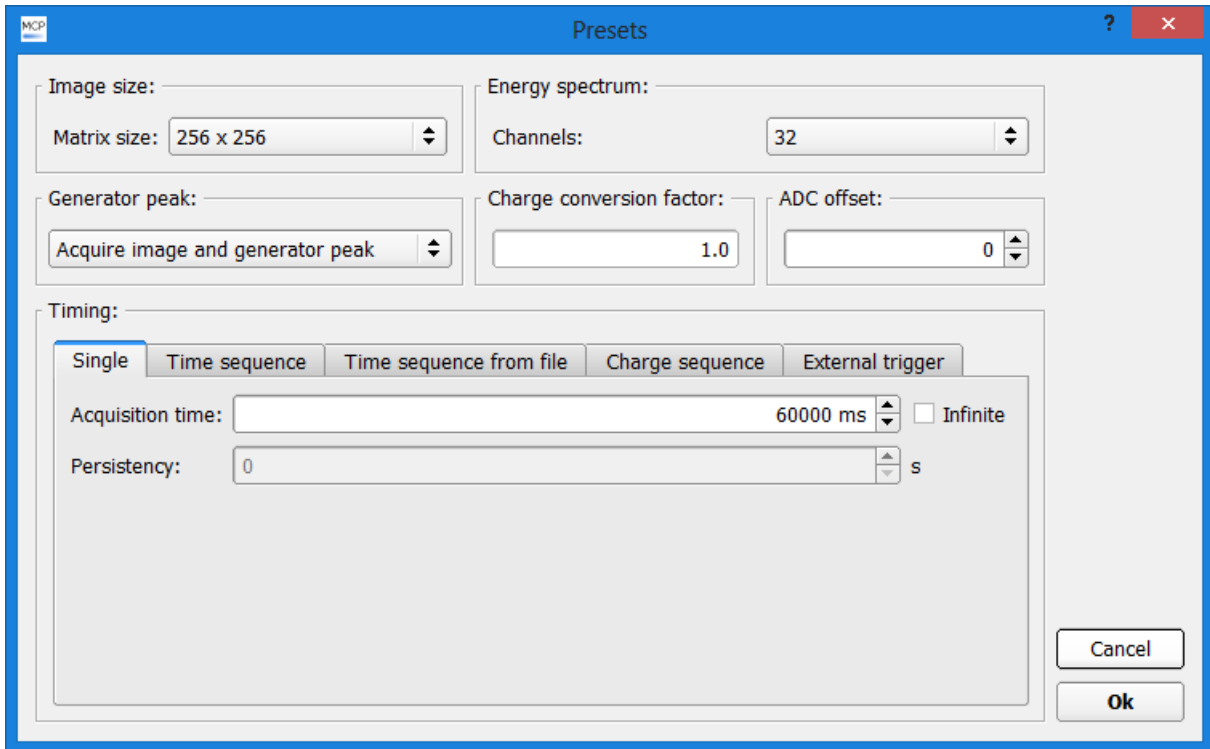 MCP
Presets
?
Image size:
Matrix size: 256 x 256
Energy spectrum:
Channels: 32
Generator peak:
Acquire image and generator peak
Charge conversion factor:
1.0
ADC offset:
0
Timing:
Single Time sequence Time sequence from file Charge sequence External trigger
Acquisition time: 60000 ms Infinite
Persistency: 0 s
Cancel
Ok